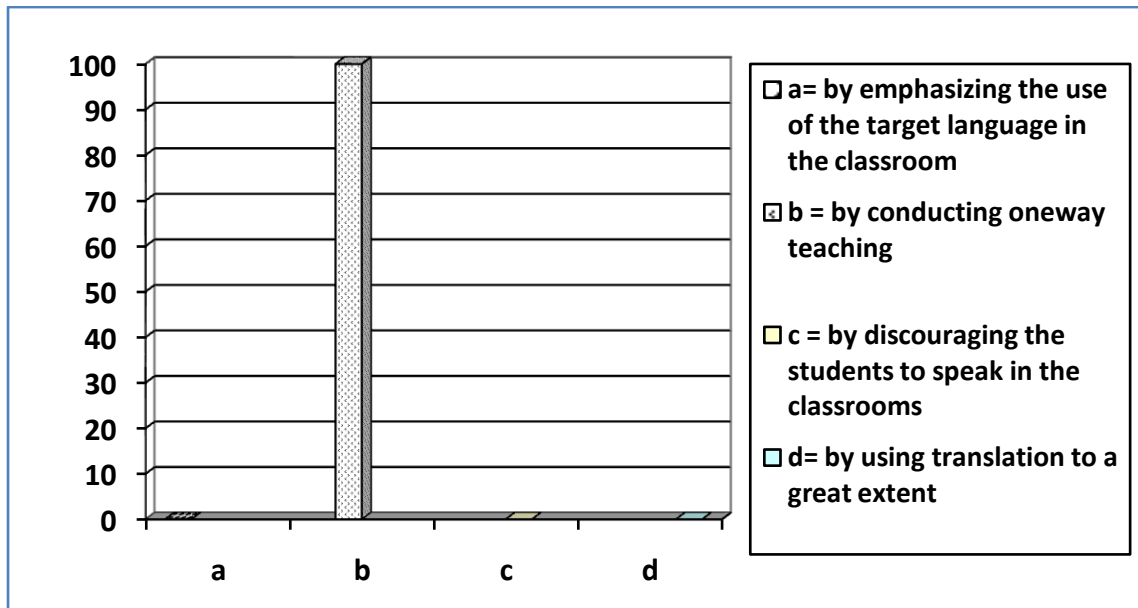 100
90
80
70
60
50
40
30
20
10
0
a
b
c
d
a= by emphasizing the use
of the target language in
the classroom
b = by conducting oneway
teaching
c = by discouraging the
students to speak in the
classrooms
d= by using translation to a
great extent